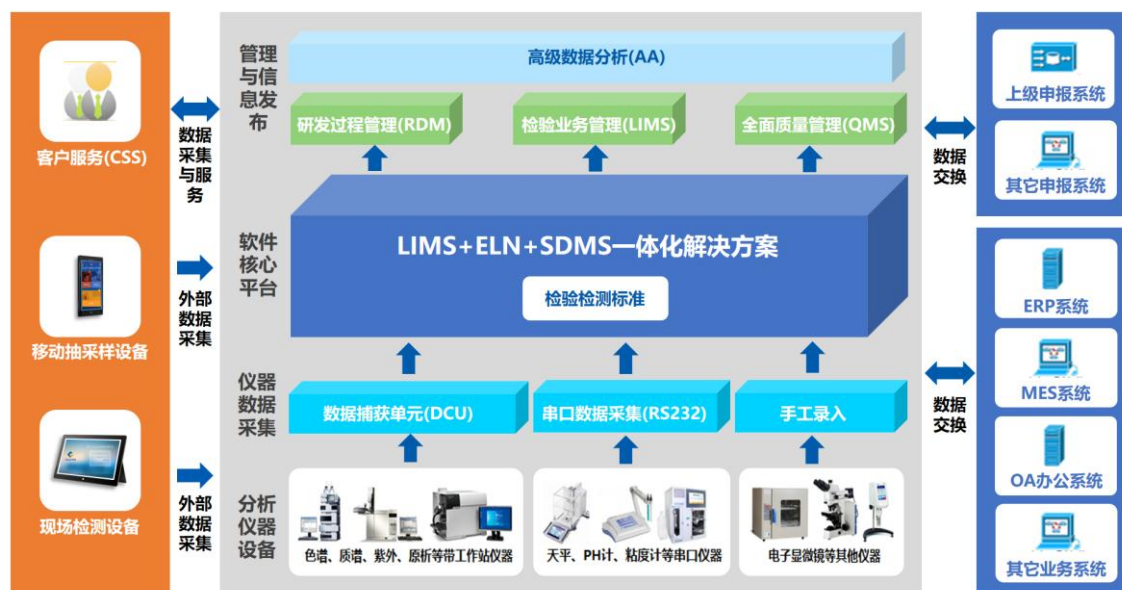 客户服务(CSS)
移动抽采样设备
现场检测设备
数据
采集
与服
务
外部
数据
采集
外部
数据
采集
管理
与信
息发
布
高级数据分析(AA)
研发过程管理(RDM)
检验业务管理(LIMS)
全面质量管理(QMS)
软件
核心
平台
LIMS+ELN+SDMS一体化解决方案
检验检测标准
仪器
数据
采集
数据捕获单元(DCU)
串口数据采集(RS232)
手工录入
分析
仪器
设备
色谱、质谱、紫外、原析等带工作站仪器
天平、PH计、粘度计等串口仪器
电子显微镜等其他仪器
数据
交换
数据
交换
上级申报系统
其它申报系统
ERP系统
MES系统
OA办公系统
其它业务系统